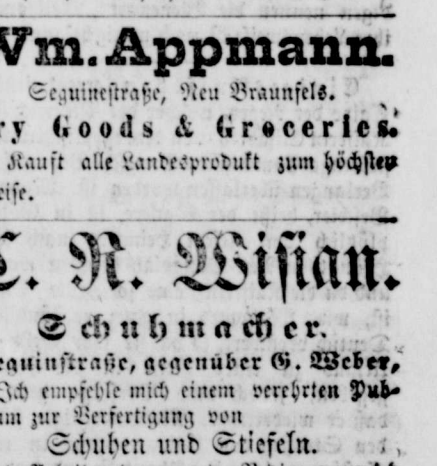 Wm. Appmann.
Seguinestraße, Neu Braunfels.
ry Goods & Groceries.
Kauft alle Landesprodukt zum höchsten
eise.
. R. Wisian.
Schuhmacher.
eguinstraße, gegenüber G. Weber,
Ich empfehle mich einem verehrten Pub-
um zur Verfertigung von
Schuhen und Stiefeln.